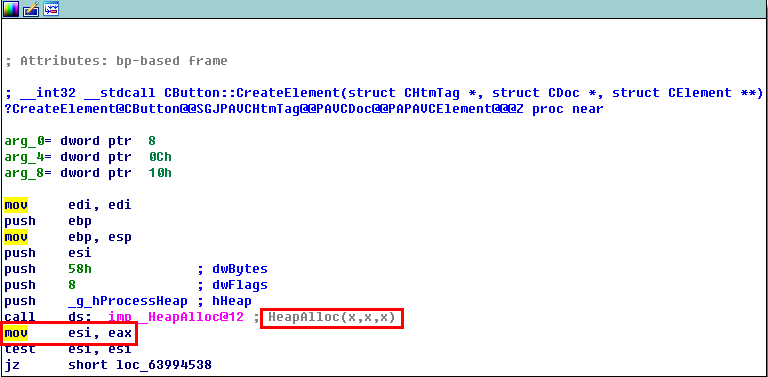 ; Attributes: bp-based frame
; __int32 __stdcall CButton::CreateElement(struct CHtmTag *, struct CDoc *, struct CElement **)
?CreateElement@CButton@@SGJPAVCHtmTag@@PAVCDoc@@PAPAVCElement@@@Z proc near
arg_0= dword ptr  8
arg_4= dword ptr  0Ch
arg_8= dword ptr  10h
mov     edi, edi
push    ebp
mov     ebp, esp
push    esi
push    58h             ; dwBytes
push    8               ; dwFlags
push    _g_hProcessHeap ; hHeap
call    ds:__imp__HeapAlloc@12 ; HeapAlloc(x,x,x)
mov     esi, eax
test    esi, esi
jz      short loc_63994538